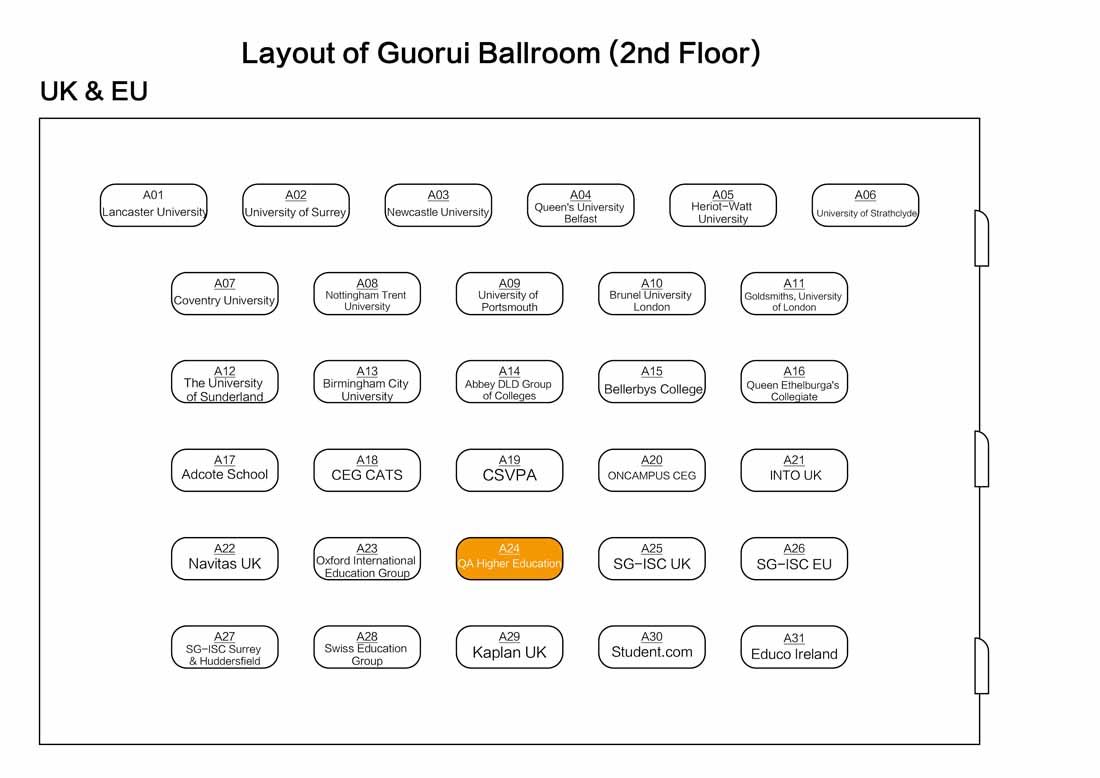 Layout of Guorui Ballroom (2nd Floor)
UK & EU
A01
Lancaster University
A02
University of Surrey
A03
Newcastle University
A04
Queen's University
Belfast
A05
Heriot-Watt
University
A06
University of Strathclyde
A07
Coventry University
A08
Nottingham Trent
University
A09
University of
Portsmouth
A10
Brunel University
London
A11
Goldsmiths, University
of London
A12
The University
of Sunderland
A13
Birmingham City
University
A14
Abbey DLD Group
of Colleges
A15
Bellerbys College
A16
Queen Ethelburga's
Collegiate
A17
Adcote School
A18
CEG CATS
A19
CSVPA
A20
ONCAMPUS CEG
A21
INTO UK
A22
Navitas UK
A23
Oxford International
Education Group
A24
QA Higher Education
A25
SG-ISC UK
A26
SG-ISC EU
A27
SG-ISC Surrey
& Huddersfield
A28
Swiss Education
Group
A29
Kaplan UK
A30
Student.com
A31
Educo Ireland